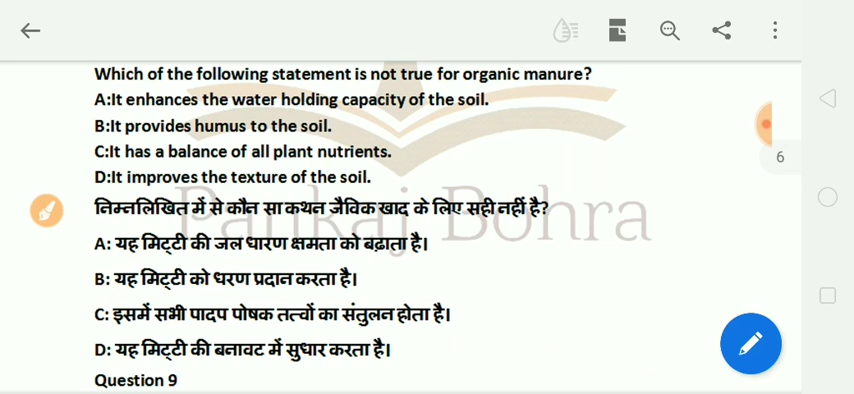 Which of the following statement is not true for organic manure?
A:It enhances the water holding capacity of the soil.
B:It provides humus to the soil.
C:It has a balance of all plant nutrients.
6
D:It improves the texture of the soil.
Pankaj Bohra
निम्नलिखित में से कौन सा कथन जैविक खाद के लिए सही नहीं है?
A: यह मिट्टी की जल धारण क्षमता को बढ़ाता है।
B: यह मिट्टी को धरण प्रदान करता है।
C: इसमें सभी पादप पोषक तत्वों का संतुलन होता है।
D: यह मिट्टी की बनावट में सुधार करता है।
Question 9